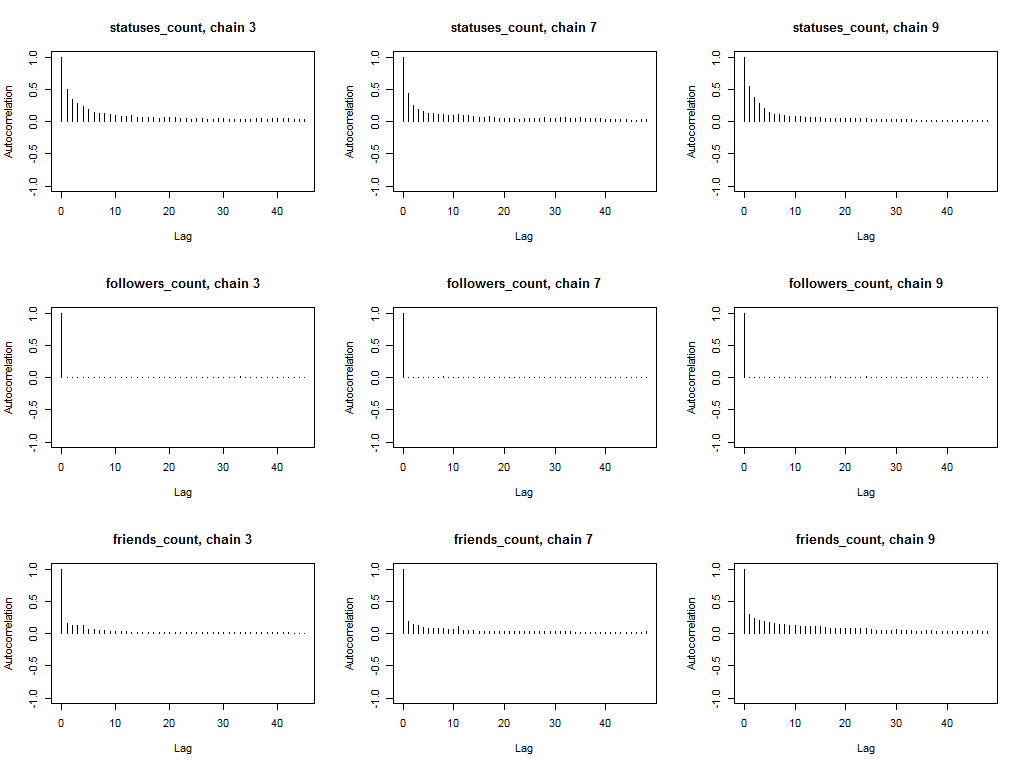 statuses_count, chain 3
Autocorrelation
1.0
0.5
0.0
-0.5
-1.0
0 10 20 30 40
Lag
statuses_count, chain 7
Autocorrelation
1.0
0.5
0.0
-0.5
-1.0
0 10 20 30 40
Lag
statuses_count, chain 9
Autocorrelation
1.0
0.5
0.0
-0.5
-1.0
0 10 20 30 40
Lag
followers_count, chain 3
Autocorrelation
1.0
0.5
0.0
-0.5
-1.0
0 10 20 30 40
Lag
followers_count, chain 7
Autocorrelation
1.0
0.5
0.0
-0.5
-1.0
0 10 20 30 40
Lag
followers_count, chain 9
Autocorrelation
1.0
0.5
0.0
-0.5
-1.0
0 10 20 30 40
Lag
friends_count, chain 3
Autocorrelation
1.0
0.5
0.0
-0.5
-1.0
0 10 20 30 40
Lag
friends_count, chain 7
Autocorrelation
1.0
0.5
0.0
-0.5
-1.0
0 10 20 30 40
Lag
friends_count, chain 9
Autocorrelation
1.0
0.5
0.0
-0.5
-1.0
0 10 20 30 40
Lag